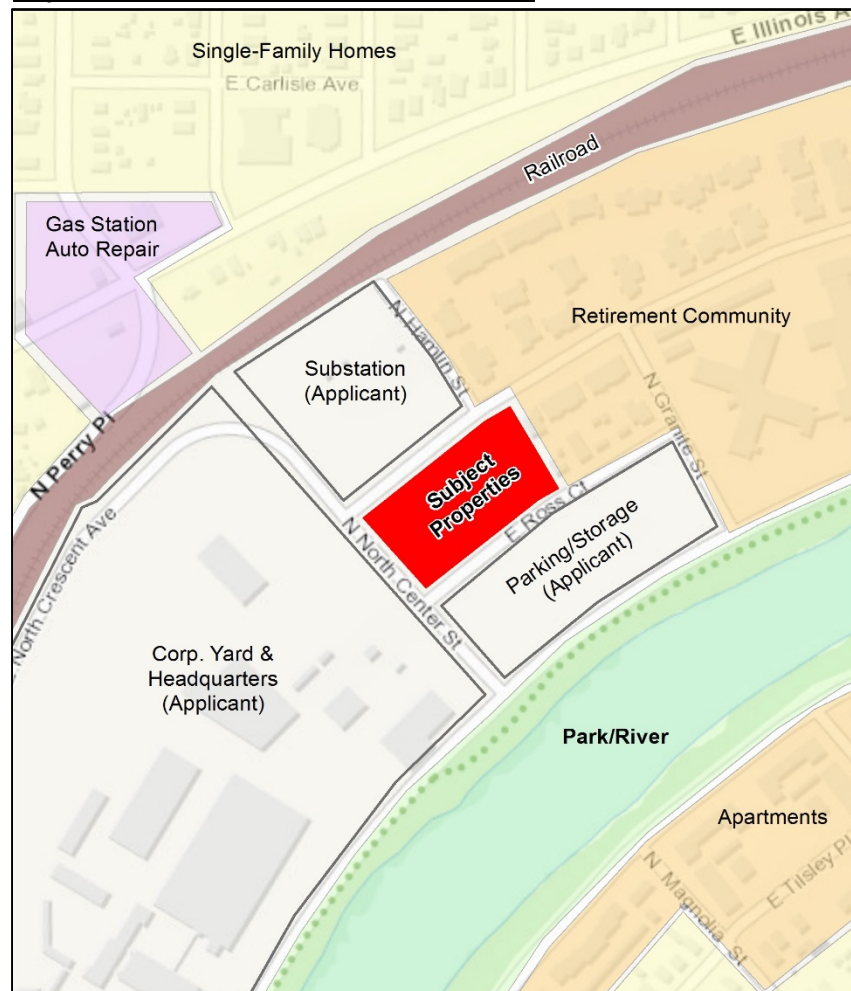 Single-Family Homes
E Illinois A
E Carlisle Ave
Railroad
Gas Station
Auto Repair
Retirement Community
N Hamlin St
Substation
(Applicant)
N Granite St
N Perry Pl
Subject
Properties
E Ross Ct
Parking/Storage
(Applicant)
North Crescent Ave
N North Center St
Corp. Yard &
Headquarters
(Applicant)
Park/River
Apartments
N Magnolia St
E Tilsley Pl